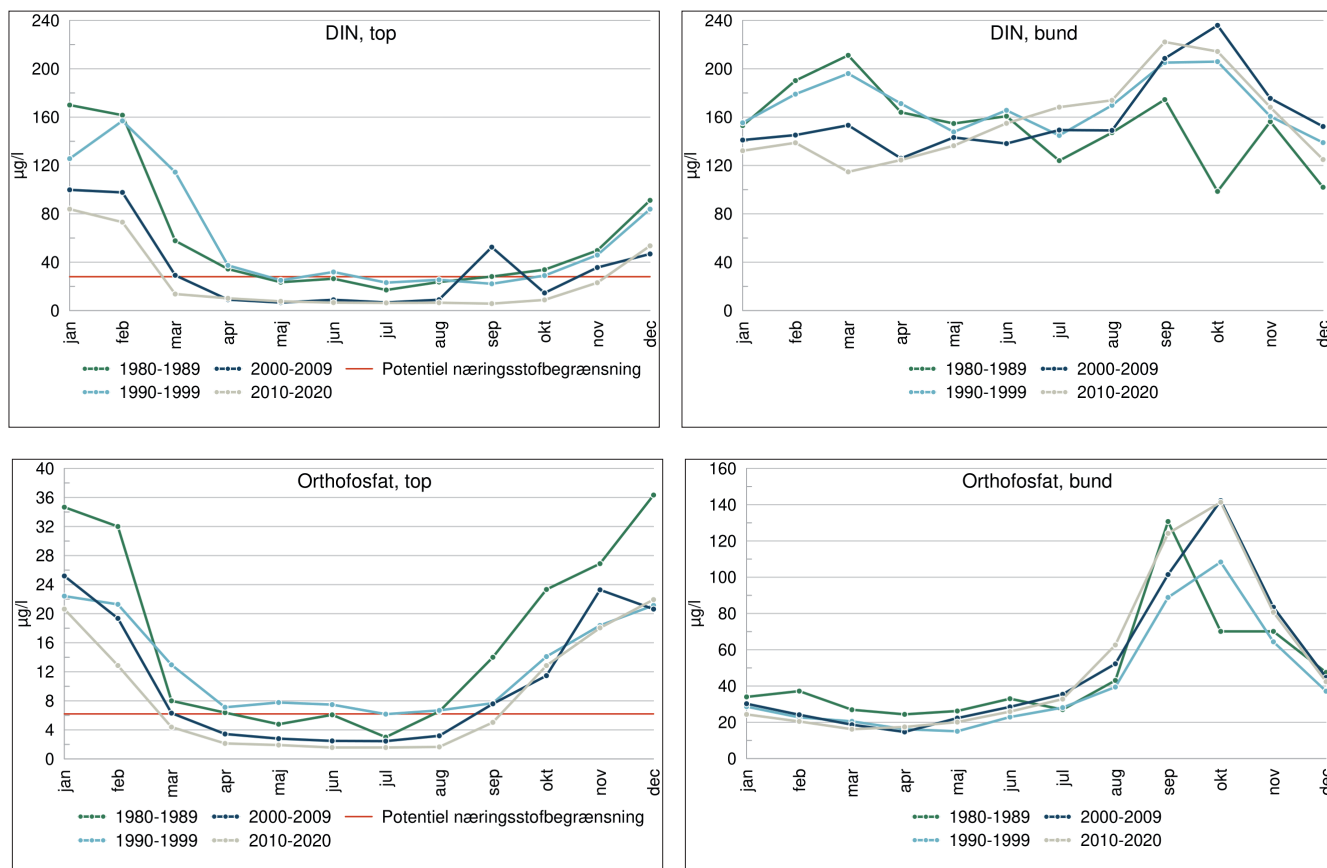 DIN, top
240
200
160
120
80
40
0
µg/l
jan feb mar apr maj jun jul aug sep okt nov dec
1980-1989 2000-2009 Potentiel næringsstofbegrænsning
1990-1999 2010-2020
DIN, bund
240
200
160
120
80
40
0
µg/l
jan feb mar apr maj jun jul aug sep okt nov dec
1980-1989 2000-2009
1990-1999 2010-2020
Orthofosfat, top
40
36
32
28
24
20
16
12
8
4
0
µg/l
jan feb mar apr maj jun jul aug sep okt nov dec
1980-1989 2000-2009 Potentiel næringsstofbegrænsning
1990-1999 2010-2020
Orthofosfat, bund
160
140
120
100
80
60
40
20
0
µg/l
jan feb mar apr maj jun jul aug sep okt nov dec
1980-1989 2000-2009
1990-1999 2010-2020